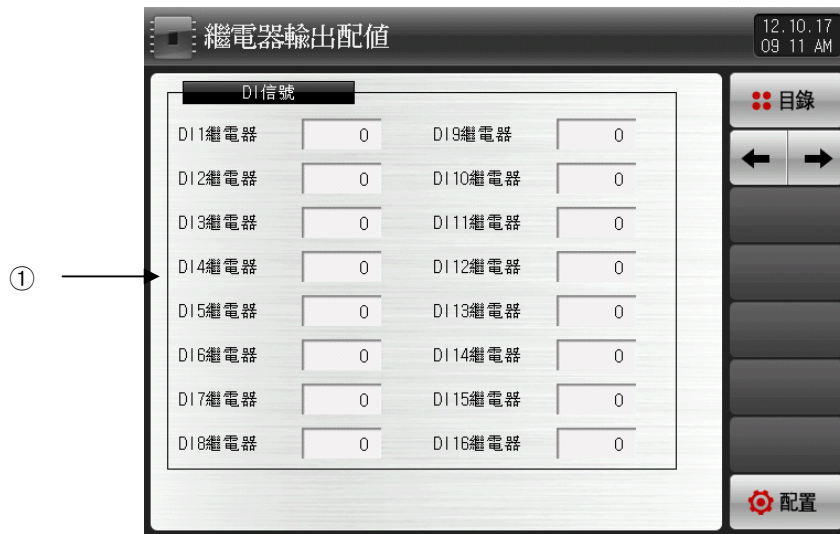 繼電器輸出配値
12.10.17
09 11 AM
DI信號
目錄
DI1繼電器 0 DI9繼電器 0
DI2繼電器 0 DI10繼電器 0
DI3繼電器 0 DI11繼電器 0
①
DI4繼電器 0 DI12繼電器 0
DI5繼電器 0 DI13繼電器 0
DI6繼電器 0 DI14繼電器 0
DI7繼電器 0 DI15繼電器 0
DI8繼電器 0 DI16繼電器 0
配置